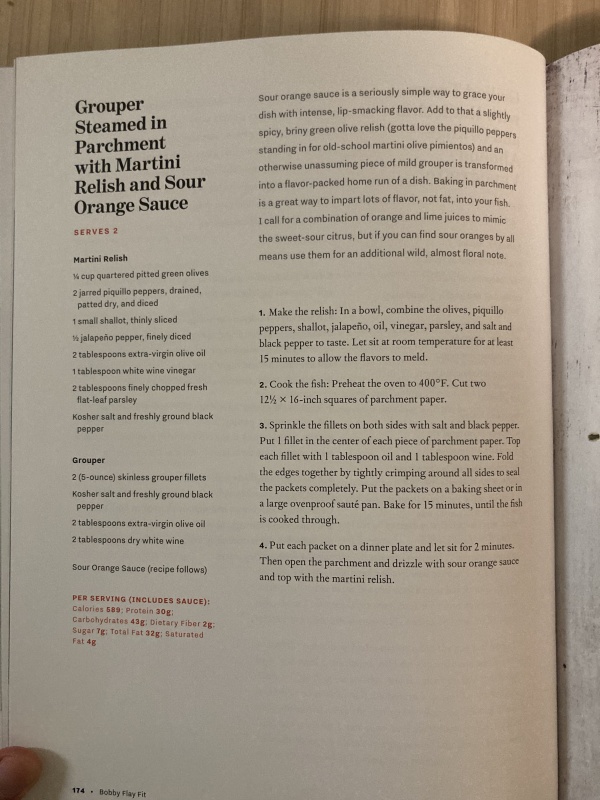 Grouper
Steamed in
Parchment
with Martini
Relish and Sour
Orange Sauce
SERVES 2
Martini Relish
¼ cup quartered pitted green olives
2 jarred piquillo peppers, drained,
patted dry, and diced
1 small shallot, thinly sliced
½ jalapeño pepper, finely diced
2 tablespoons extra-virgin olive oil
1 tablespoon white wine vinegar
2 tablespoons finely chopped fresh
flat-leaf parsley
Kosher salt and freshly ground black
pepper
Grouper
2 (5-ounce) skinless grouper fillets
Kosher salt and freshly ground black
pepper
2 tablespoons extra-virgin olive oil
2 tablespoons dry white wine
Sour Orange Sauce (recipe follows)
PER SERVING (INCLUDES SAUCE):
Calories 589; Protein 30g;
Carbohydrates 43g; Dietary Fiber 2g;
Sugar 7g; Total Fat 32g; Saturated
Fat 4g
Sour orange sauce is a seriously simple way to grace your
dish with intense, lip-smacking flavor. Add to that a slightly
spicy, briny green olive relish (gotta love the piquillo peppers
standing in for old-school martini olive pimientos) and an
otherwise unassuming piece of mild grouper is transformed
into a flavor-packed home run of a dish. Baking in parchment
is a great way to impart lots of flavor, not fat, into your fish.
I call for a combination of orange and lime juices to mimic
the sweet-sour citrus, but if you can find sour oranges by all
means use them for an additional wild, almost floral note.
1. Make the relish: In a bowl, combine the olives, piquillo
peppers, shallot, jalapeño, oil, vinegar, parsley, and salt and
black pepper to taste. Let sit at room temperature for at least
15 minutes to allow the flavors to meld.
2. Cook the fish: Preheat the oven to 400°F. Cut two
12½ × 16-inch squares of parchment paper.
3. Sprinkle the fillets on both sides with salt and black pepper.
Put 1 fillet in the center of each piece of parchment paper. Top
each fillet with 1 tablespoon oil and 1 tablespoon wine. Fold
the edges together by tightly crimping around all sides to seal
the packets completely. Put the packets on a baking sheet or in
a large ovenproof sauté pan. Bake for 15 minutes, until the fish
is cooked through.
4. Put each packet on a dinner plate and let sit for 2 minutes.
Then open the parchment and drizzle with sour orange sauce
and top with the martini relish.
174 • Bobby Flay Fit